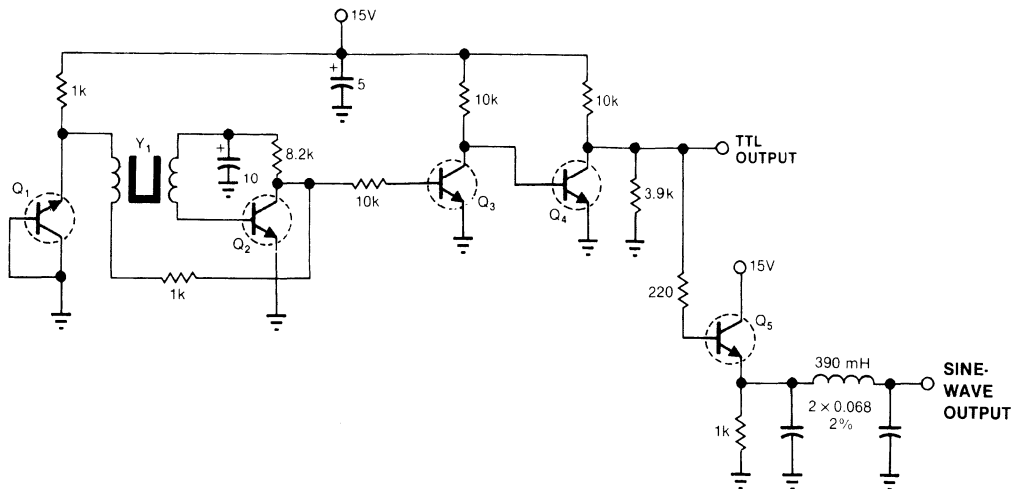 15V
1k
+
5
10k
10k
Y1
+
10
8.2k
TTL
OUTPUT
Q1
Q2
10k
Q3
Q4
3.9k
1k
220
15V
Q5
390 mH
SINE-
WAVE
OUTPUT
2 × 0.068
2%
1k